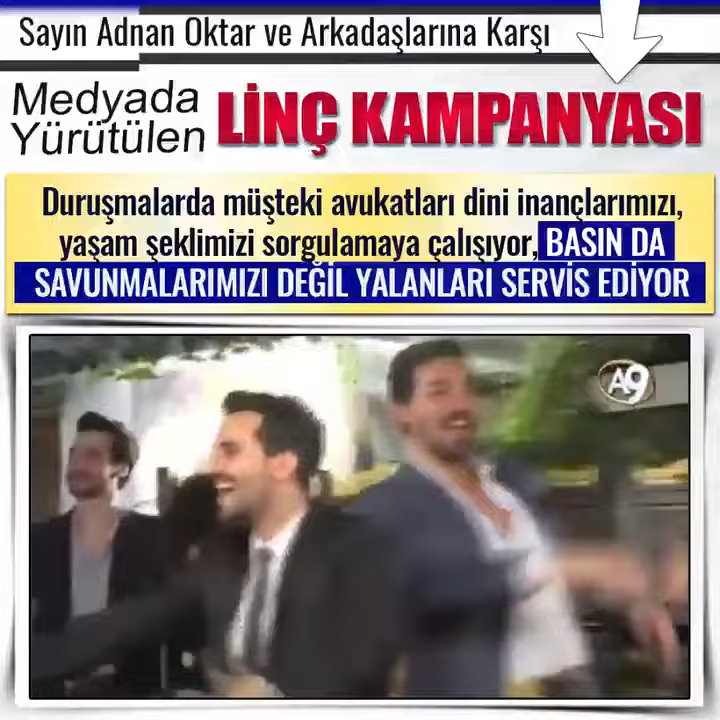 Sayın Adnan Oktar ve Arkadaşlarına Karşı
Medyada
Yürütülen LİNÇ KAMPANYASI
Duruşmalarda müşteki avukatları dini inançlarımızı,
yaşam şeklimizi sorgulamaya çalışıyor, BASIN DA
SAVUNMALARIMIZI DEĞİL YALANLARI SERVİS EDİYOR
A9